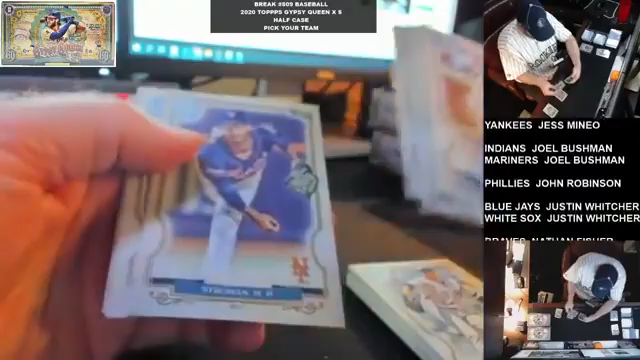 BREAK #809 BASEBALL
2020 TOPPPS GYPSY QUEEN X 5
HALF CASE
PICK YOUR TEAM
YANKEES JESS MINEO
INDIANS JOEL BUSHMAN
MARINERS JOEL BUSHMAN
PHILLIES JOHN ROBINSON
BLUE JAYS JUSTIN WHITCHER
WHITE SOX JUSTIN WHITCHER